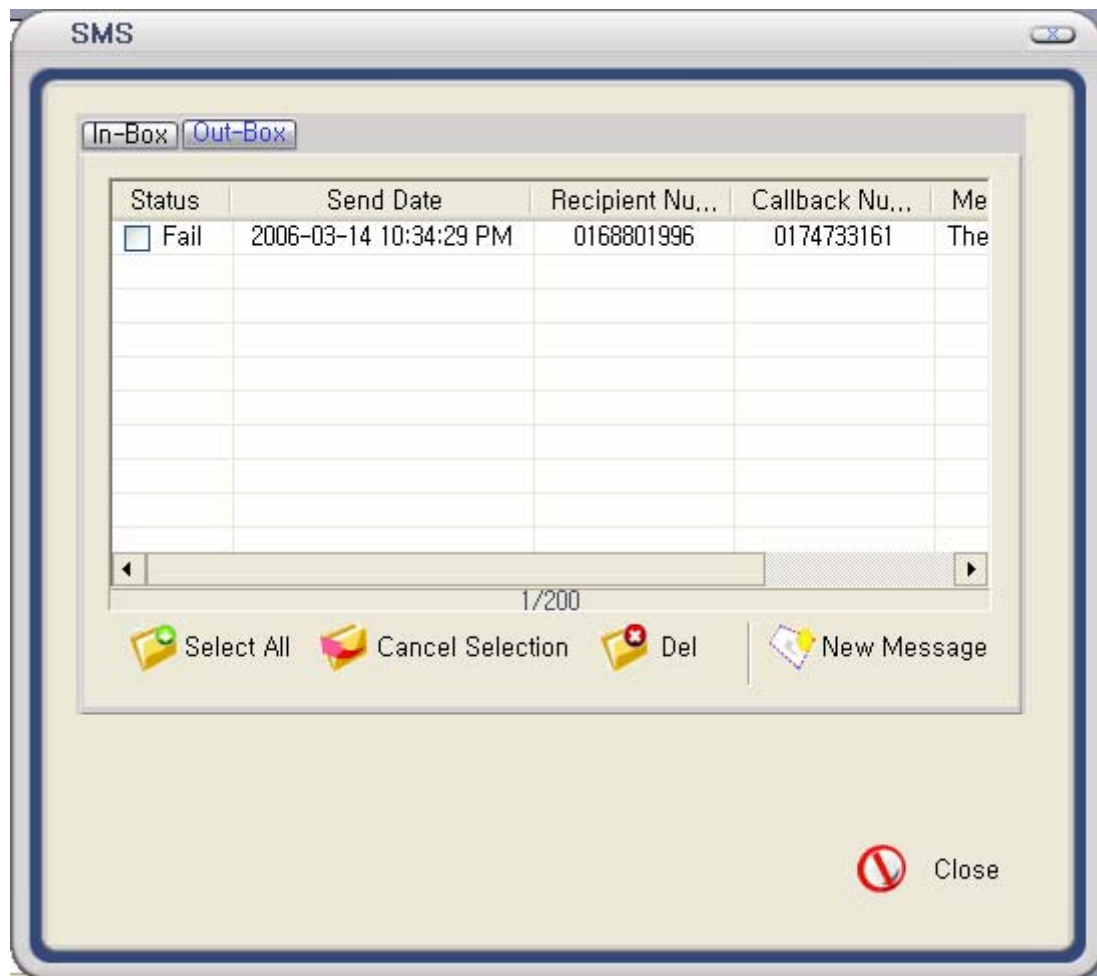 SMS
In-Box Out-Box
Status Send Date Recipient Nu... Callback Nu... Me
Fail 2006-03-14 10:34:29 PM 0168801996 0174733161 The
1/200
Select All Cancel Selection Del New Message
Close